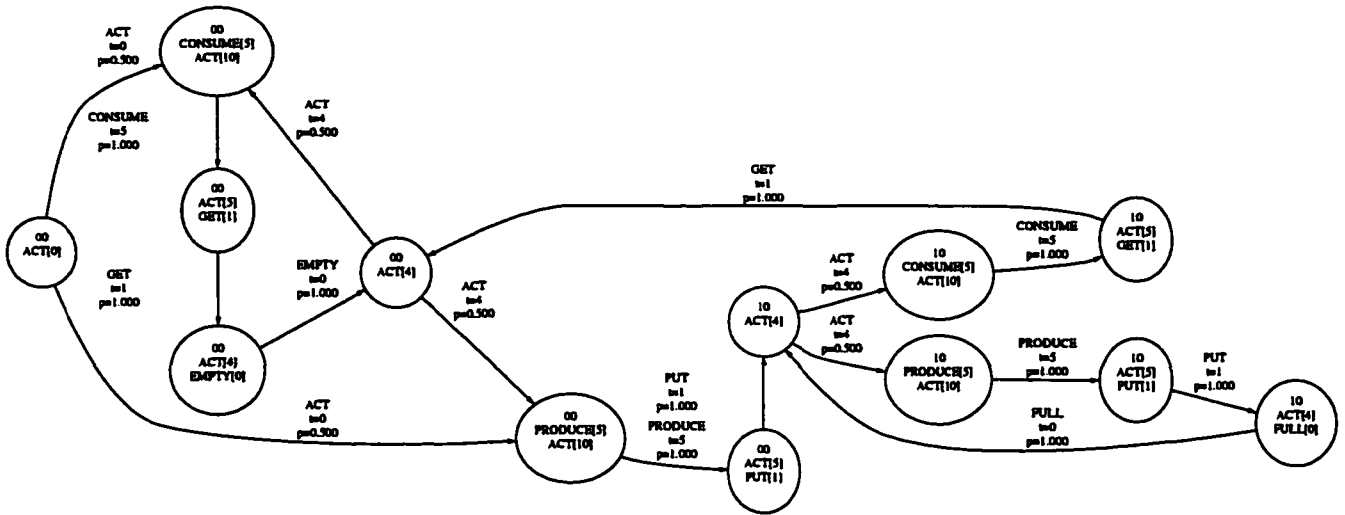 ACT
t=0
p=0.500
00
CONSUME[5]
ACT[10]
CONSUME
t=5
p=1.000
ACT
t=4
p=0.500
00
ACT[5]
GET[1]
00
ACT[0]
GET
t=1
p=1.000
EMPTY
t=0
p=1.000
00
ACT[4]
00
ACT[4]
EMPTY[0]
ACT
t=4
p=0.500
ACT
t=0
p=0.500
00
PRODUCE[5]
ACT[10]
PUT
t=1
p=1.000
PRODUCE
t=5
p=1.000
00
ACT[5]
PUT[1]
GET
t=1
p=1.000
10
ACT[4]
ACT
t=4
p=0.500
10
CONSUME[5]
ACT[10]
CONSUME
t=5
p=1.000
10
ACT[5]
GET[1]
ACT
t=4
p=0.500
10
PRODUCE[5]
ACT[10]
PRODUCE
t=5
p=1.000
10
ACT[5]
PUT[1]
PUT
t=1
p=1.000
10
ACT[4]
FULL[0]
FULL
t=0
p=1.000